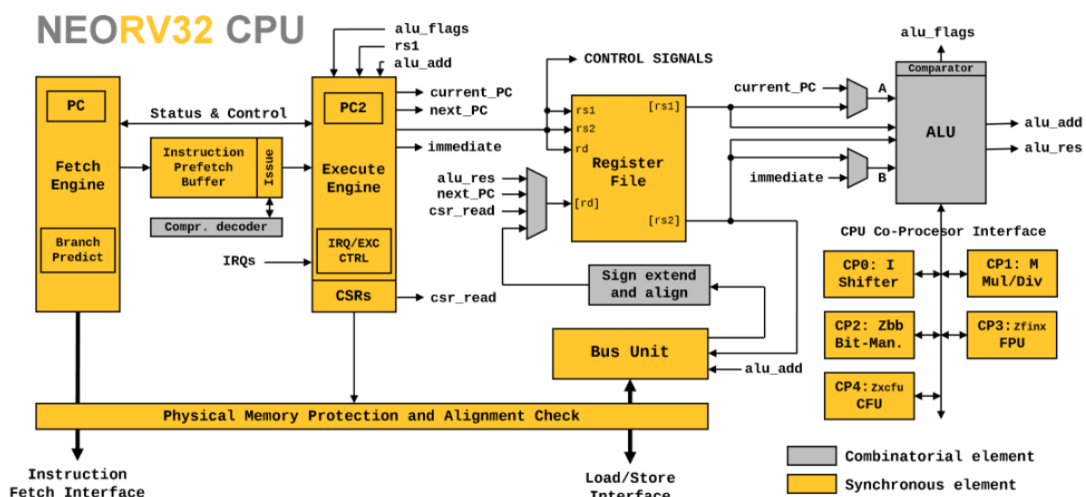 NEORV32 CPU
alu_flags
rs1
alu_add
PC
Fetch
Engine
Branch
Predict
Status & Control
Instruction
Prefetch
Buffer
Issue
Compr. decoder
IRQs
PC2
Execute
Engine
IRQ/EXC
CTRL
CSRs
current_PC
next_PC
immediate
csr_read
CONTROL SIGNALS
alu_res
next_PC
csr_read
rs1
rs2
rd
[rd]
[rs1]
Register
File
[rs2]
Sign extend
and align
Bus Unit
alu_add
current_PC
A
immediate
B
alu_flags
Comparator
ALU
alu_add
alu_res
CPU Co-Procesor Interface
CP0: I
Shifter
CP1: M
Mul/Div
CP2: Zbb
Bit-Man.
CP3:Zfinx
FPU
CP4:Zxcfu
CFU
Physical Memory Protection and Alignment Check
Instruction
Fetch Interface
Load/Store
Interface
Combinatorial element
Synchronous element